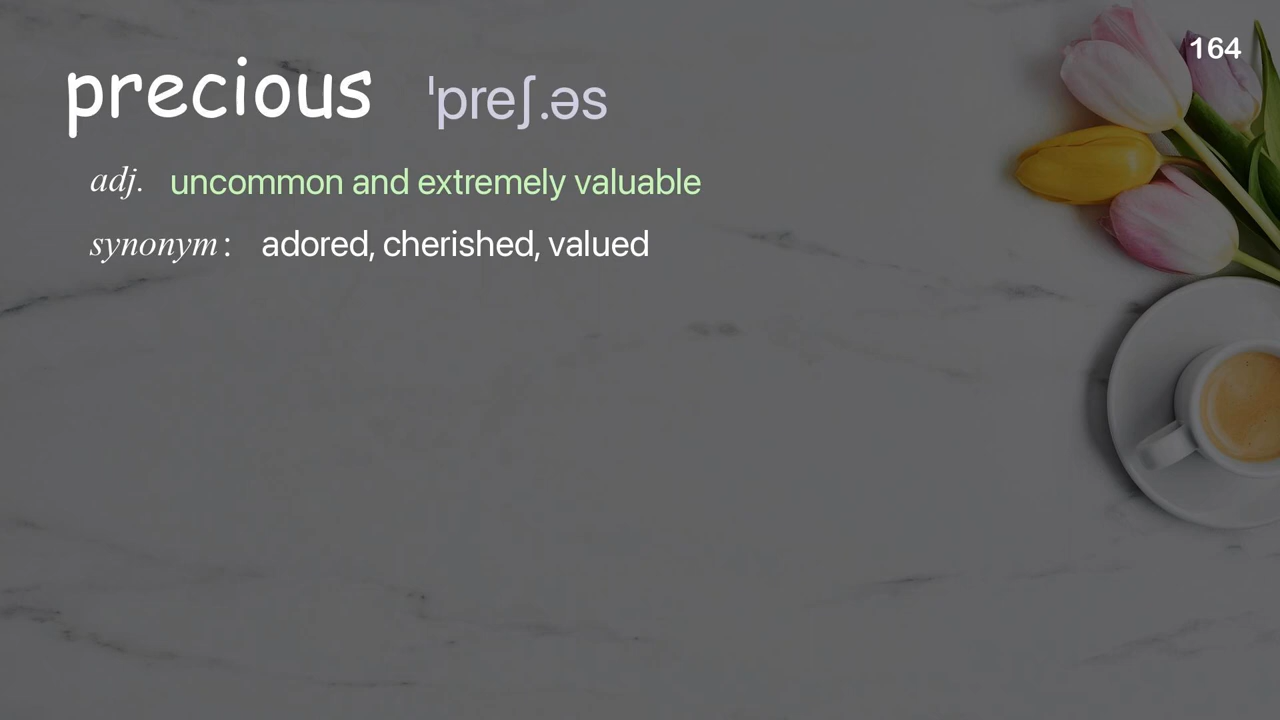 164
precious ˈpreʃ.əs
adj. uncommon and extremely valuable
synonym : adored, cherished, valued